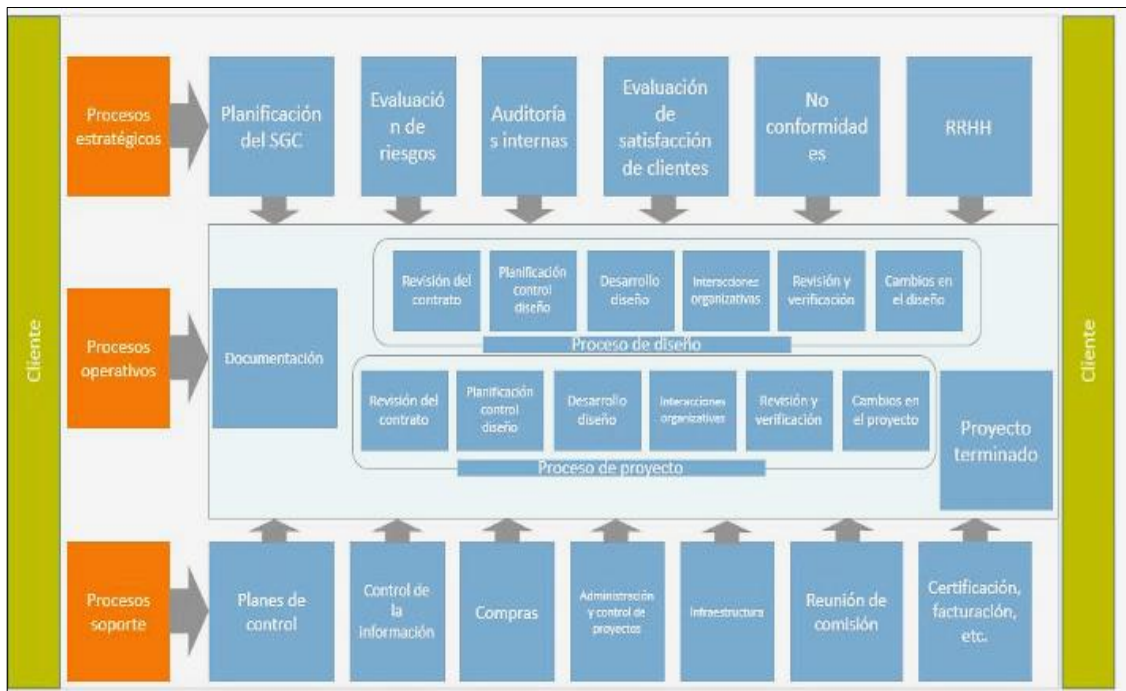 Cliente
Procesos
estratégicos
Planificación
del SGC
Evaluació
n de
riesgos
Auditoría
s internas
Evaluación
de
satisfacción
de clientes
No
conformidad
es
RRHH
Procesos
operativos
Documentación
Revisión del
contrato
Planificación
control
diseño
Desarrollo
diseño
Interacciones
organizativas
Revisión y
verificación
Cambios en
el diseño
Proceso de diseño
Revisión del
contrato
Planificación
control
diseño
Desarrollo
diseño
Interacciones
organizativas
Revisión y
verificación
Cambios en
el proyecto
Proceso de proyecto
Proyecto
terminado
Procesos
soporte
Planes de
control
Control de
la
información
Compras
Administración
y control de
proyectos
Infraestructura
Reunión de
comisión
Certificación,
facturación,
etc.
Cliente